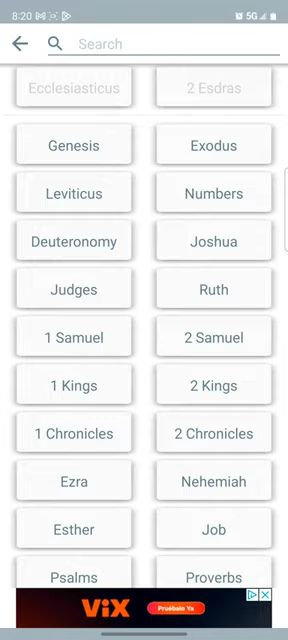 8:20
5G
Search
Ecclesiasticus 2 Esdras
Genesis Exodus
Leviticus Numbers
Deuteronomy Joshua
Judges Ruth
1 Samuel 2 Samuel
1 Kings 2 Kings
1 Chronicles 2 Chronicles
Ezra Nehemiah
Esther Job
Psalms Proverbs
ViX
Pruébalo Ya